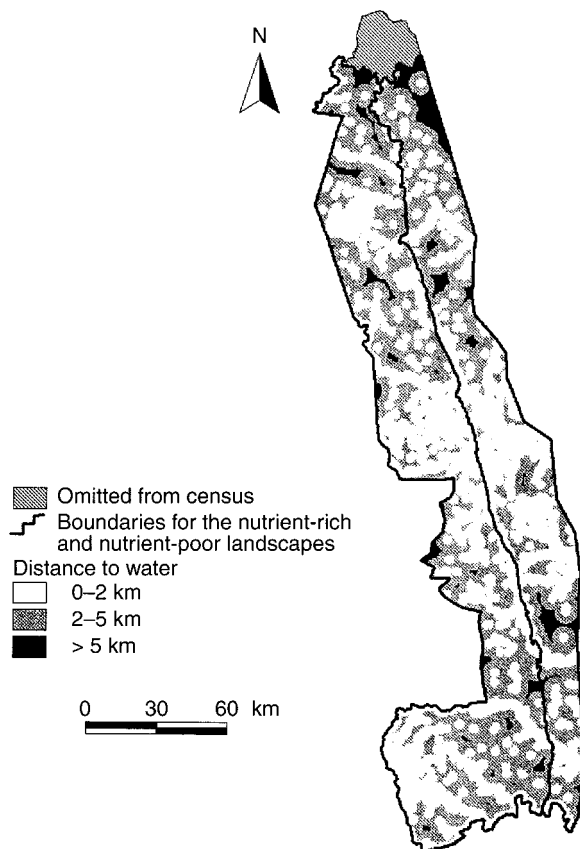 N
Omitted from census
Boundaries for the nutrient-rich
and nutrient-poor landscapes
Distance to water
0–2 km
2–5 km
> 5 km
0 30 60 km